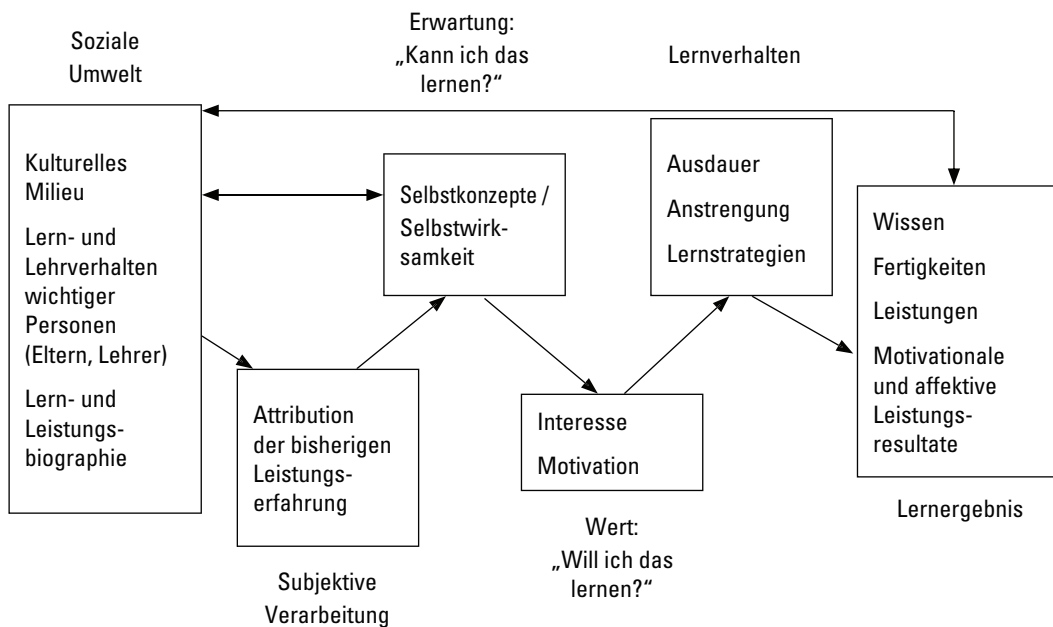 Soziale
Umwelt
Kulturelles
Milieu
Lern- und
Lehrverhalten
wichtiger
Personen
(Eltern, Lehrer)
Lern- und
Leistungs-
biographie
Attribution
der bisherigen
Leistungs-
erfahrung
Subjektive
Verarbeitung
Erwartung:
„Kann ich das
lernen?“
Selbstkonzepte /
Selbstwirk-
samkeit
Interesse
Motivation
Wert:
„Will ich das
lernen?“
Lernverhalten
Ausdauer
Anstrengung
Lernstrategien
Wissen
Fertigkeiten
Leistungen
Motivationale
und affektive
Leistungs-
resultate
Lernergebnis